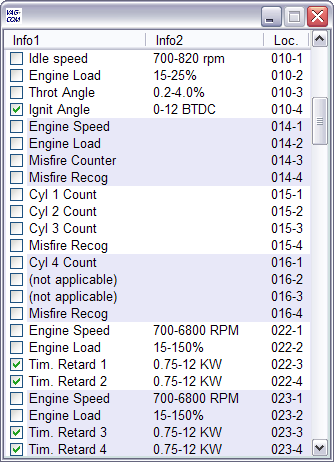 VAG-
COM
Info1 Info2 Loc.
Idle speed 700-820 rpm 010-1
Engine Load 15-25% 010-2
Throt Angle 0.2-4.0% 010-3
Ignit Angle 0-12 BTDC 010-4
Engine Speed 014-1
Engine Load 014-2
Misfire Counter 014-3
Misfire Recog 014-4
Cyl 1 Count 015-1
Cyl 2 Count 015-2
Cyl 3 Count 015-3
Misfire Recog 015-4
Cyl 4 Count 016-1
(not applicable) 016-2
(not applicable) 016-3
Misfire Recog 016-4
Engine Speed 700-6800 RPM 022-1
Engine Load 15-150% 022-2
Tim. Retard 1 0.75-12 KW 022-3
Tim. Retard 2 0.75-12 KW 022-4
Engine Speed 700-6800 RPM 023-1
Engine Load 15-150% 023-2
Tim. Retard 3 0.75-12 KW 023-3
Tim. Retard 4 0.75-12 KW 023-4